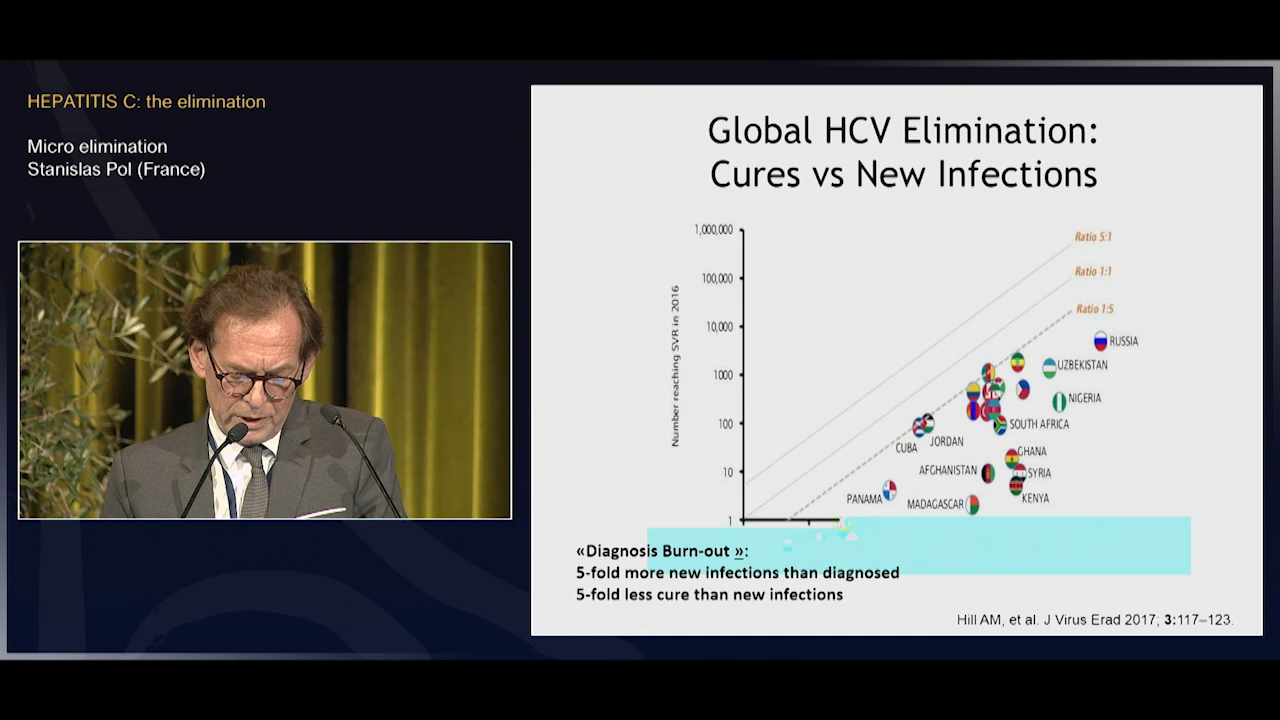 HEPATITIS C: the elimination
Micro elimination
Stanislas Pol (France)
Global HCV Elimination:
Cures vs New Infections
Number reaching SVR in 2016
1,000,000
100,000
10,000
1000
100
10
1
Ratio 5:1
Ratio 1:1
Ratio 1:5
RUSSIA
UZBEKISTAN
NIGERIA
SOUTH AFRICA
CUBA
JORDAN
GHANA
AFGHANISTAN
SYRIA
PANAMA
KENYA
MADAGASCAR
«Diagnosis Burn-out »:
5-fold more new infections than diagnosed
5-fold less cure than new infections
Hill AM, et al. J Virus Erad 2017; 3:117–123.